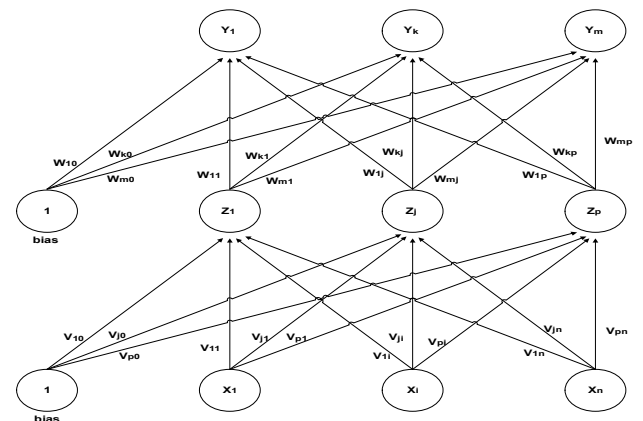 Y1 Yk Ym
W10 Wk0 Wm0 W11 Wk1 Wm1 W1j Wkj Wmj W1p Wkp Wmp
1 Z1 Zj Zp
bias
V10 Vj0 Vp0 V11 Vj1 Vp1 V1i Vji Vpi V1n Vjn Vpn
1 X1 Xi Xn
bias